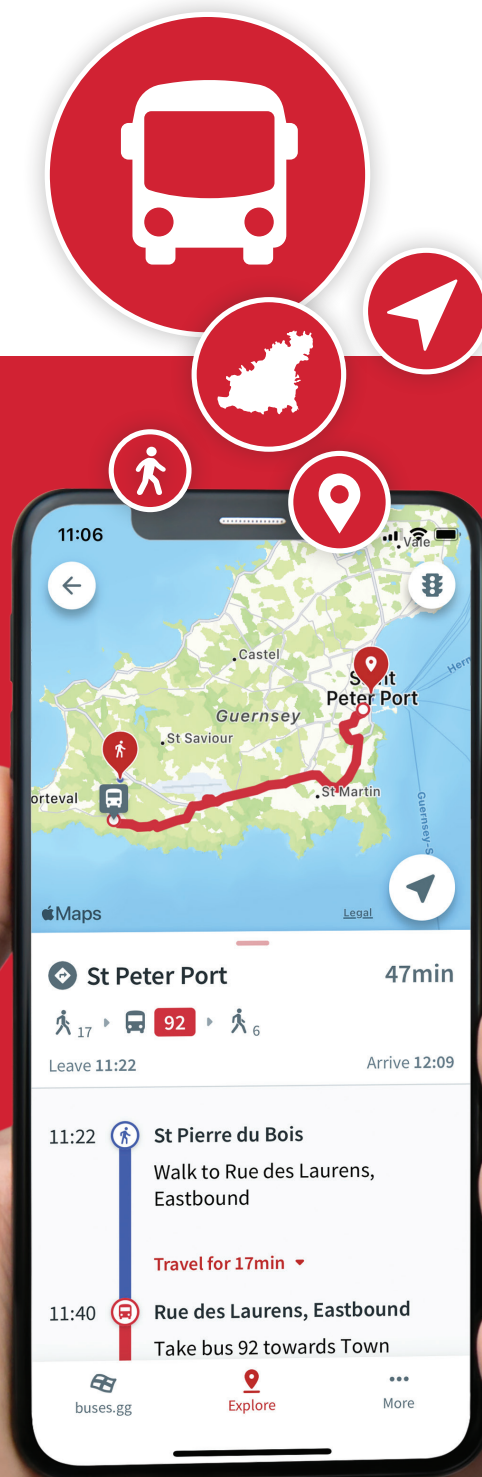 11:06
Vale
Castel
Saint
Peter Port
Guernsey
St Saviour
orteval
St Martin
Herm
Guernsey-S
Maps
Legal
St Peter Port
47min
17
92
6
Leave 11:22
Arrive 12:09
11:22
St Pierre du Bois
Walk to Rue des Laurens,
Eastbound
Travel for 17min
11:40
Rue des Laurens, Eastbound
Take bus 92 towards Town
buses.gg
Explore
More